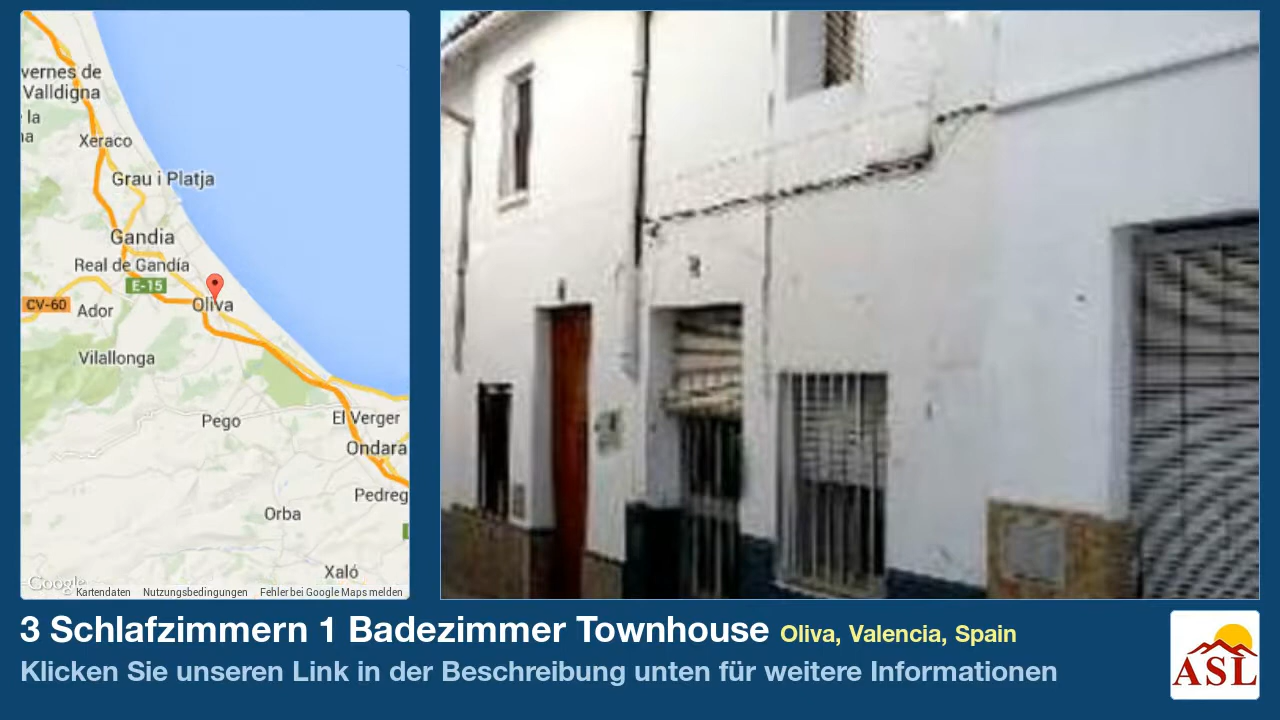 vernes de
Valldigna
la
na
Xeraco
Grau i Platja
Gandia
Real de Gandía
E-15
CV-60
Ador
Oliva
Vilallonga
Pego
El Verger
Ondara
Pedreg
Orba
Xaló
Google
Kartendaten Nutzungsbedingungen Fehler bei Google Maps melden
3 Schlafzimmern 1 Badezimmer Townhouse Oliva, Valencia, Spain
Klicken Sie unseren Link in der Beschreibung unten für weitere Informationen
ASL